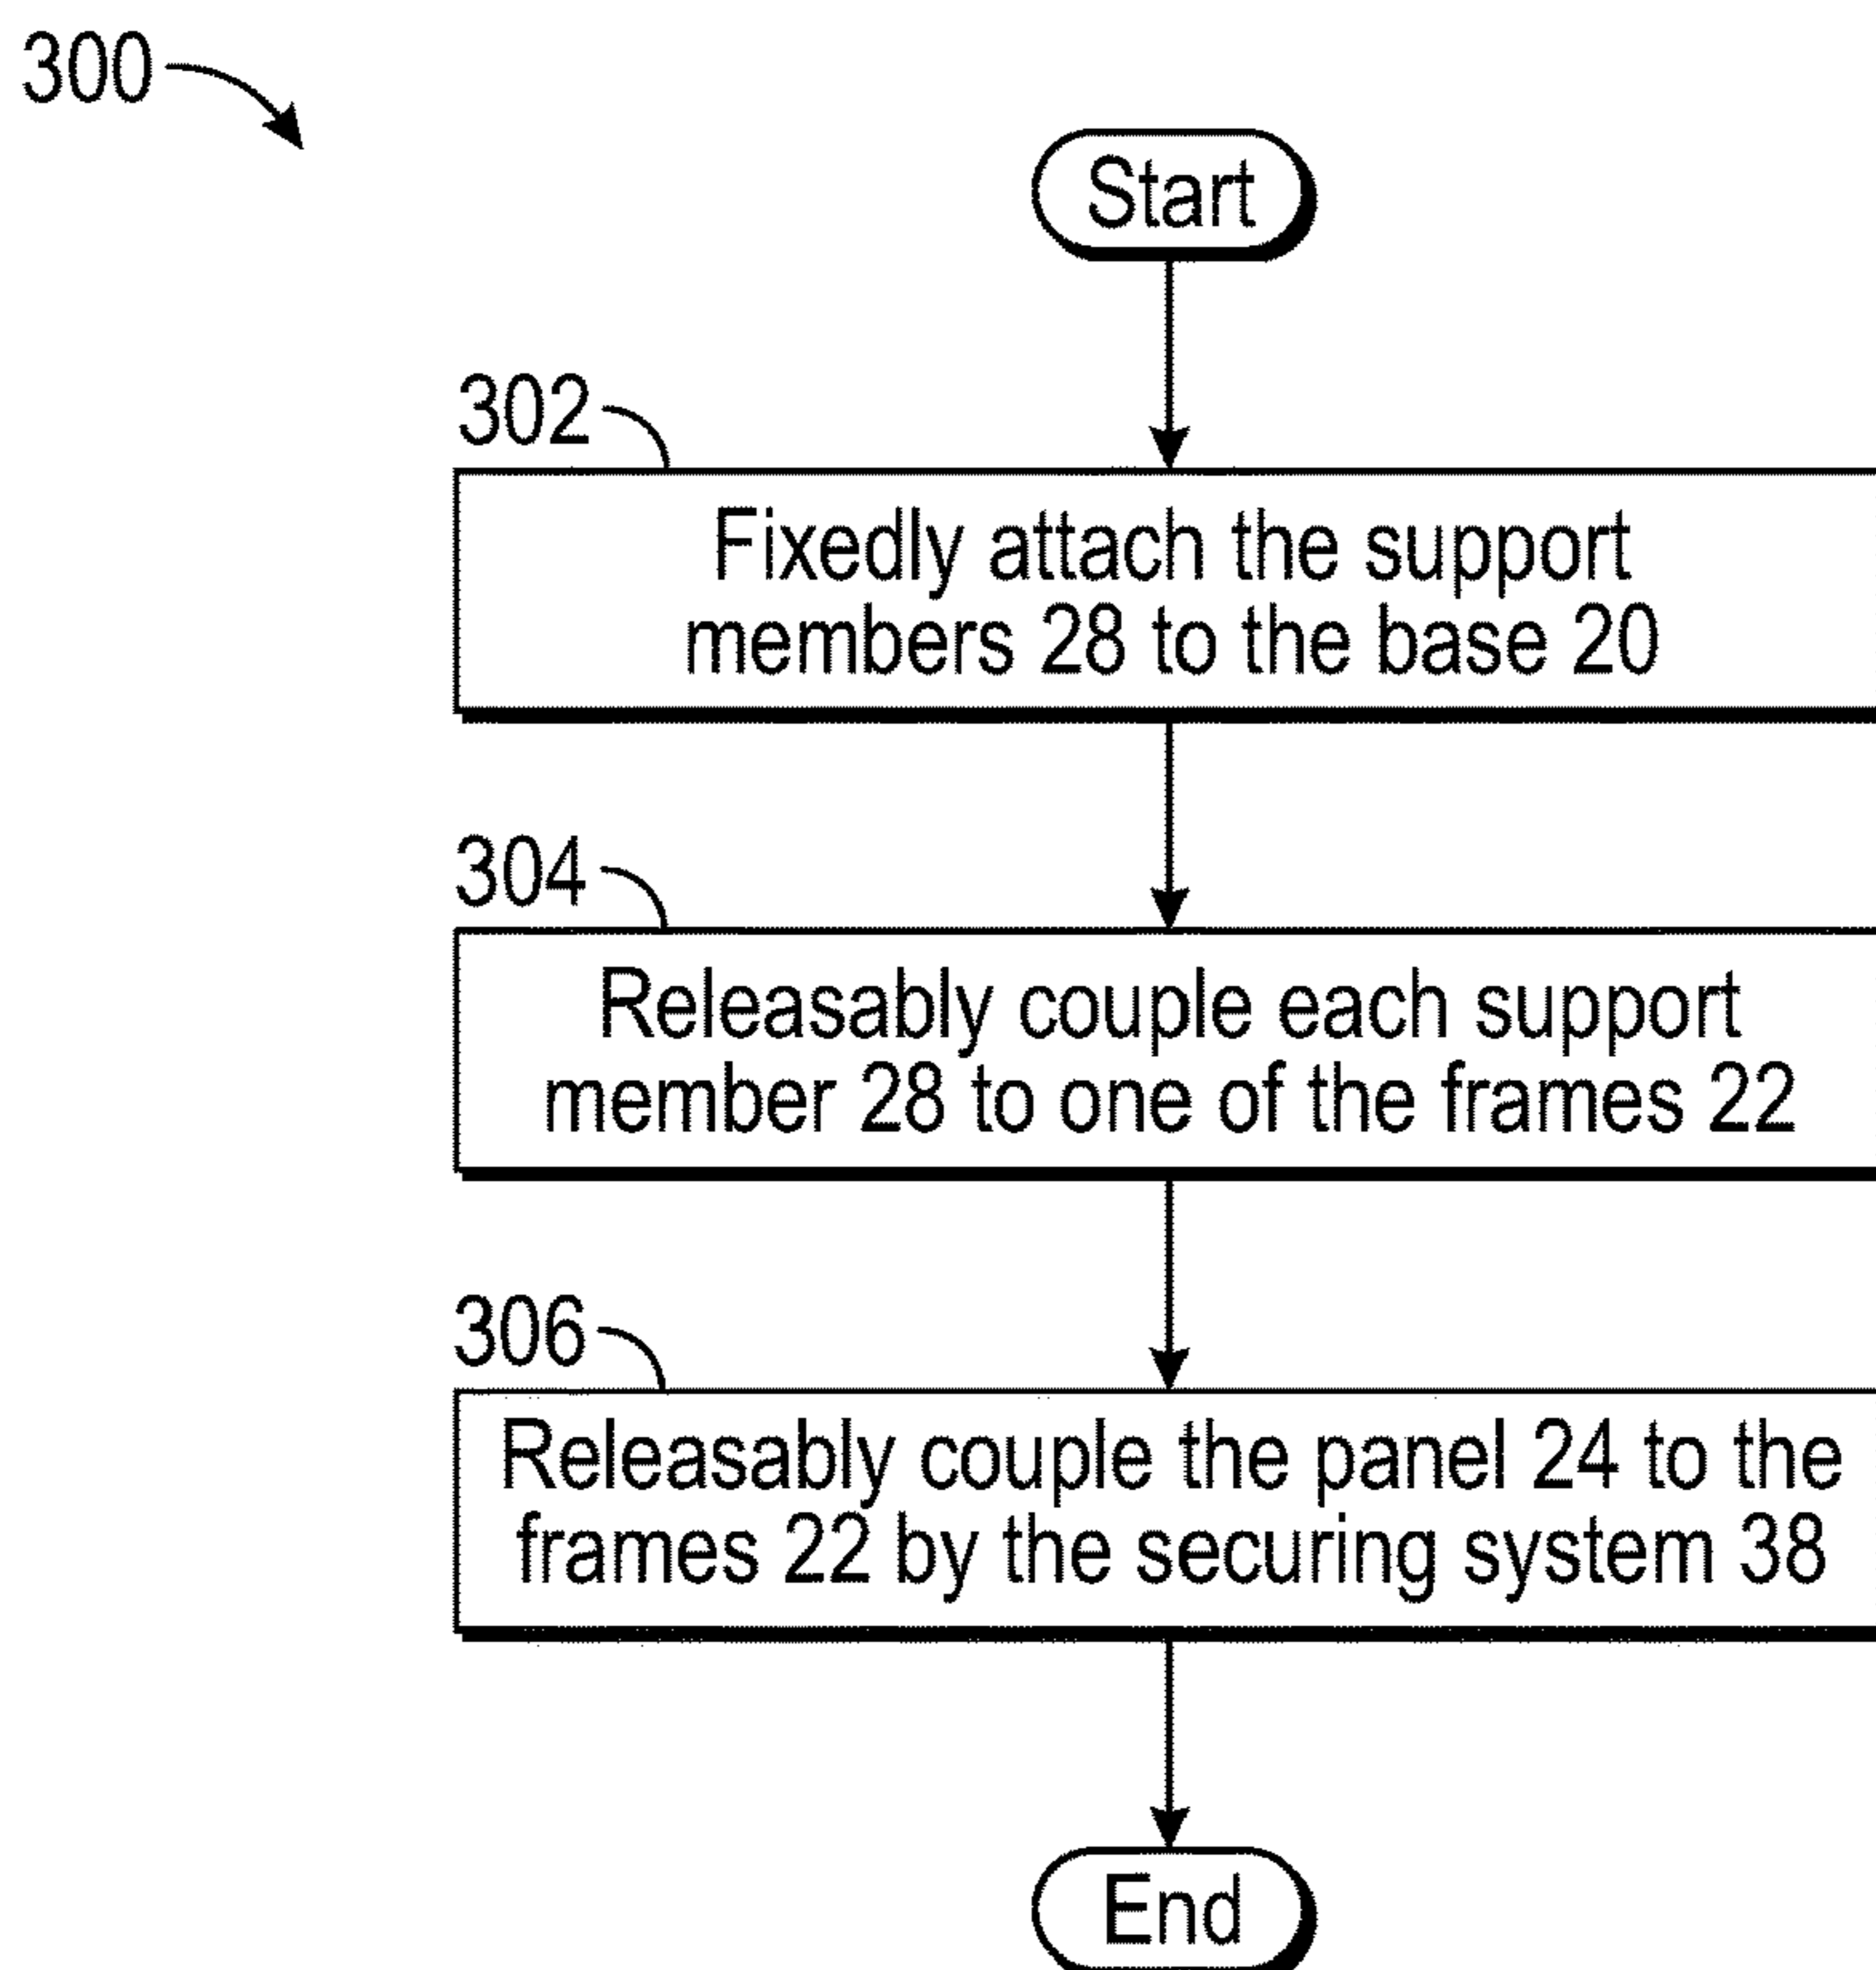 300
Start
302
Fixedly attach the support
members 28 to the base 20
304
Releasably couple each support
member 28 to one of the frames 22
306
Releasably couple the panel 24 to the
frames 22 by the securing system 38
End